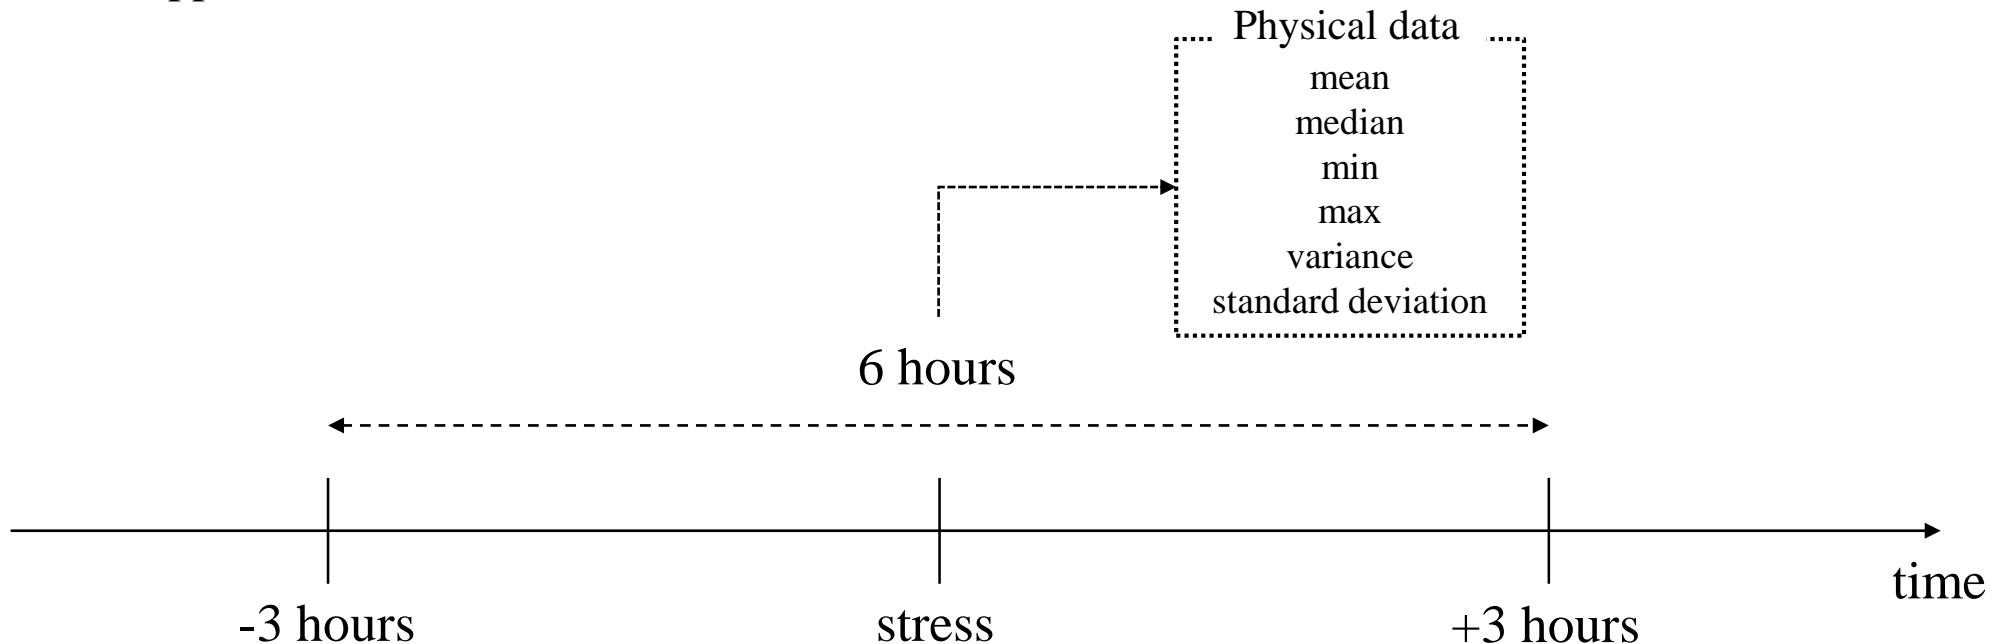 Physical data
mean
median
min
max
variance
standard deviation
6 hours
time
-3 hours
stress
+3 hours